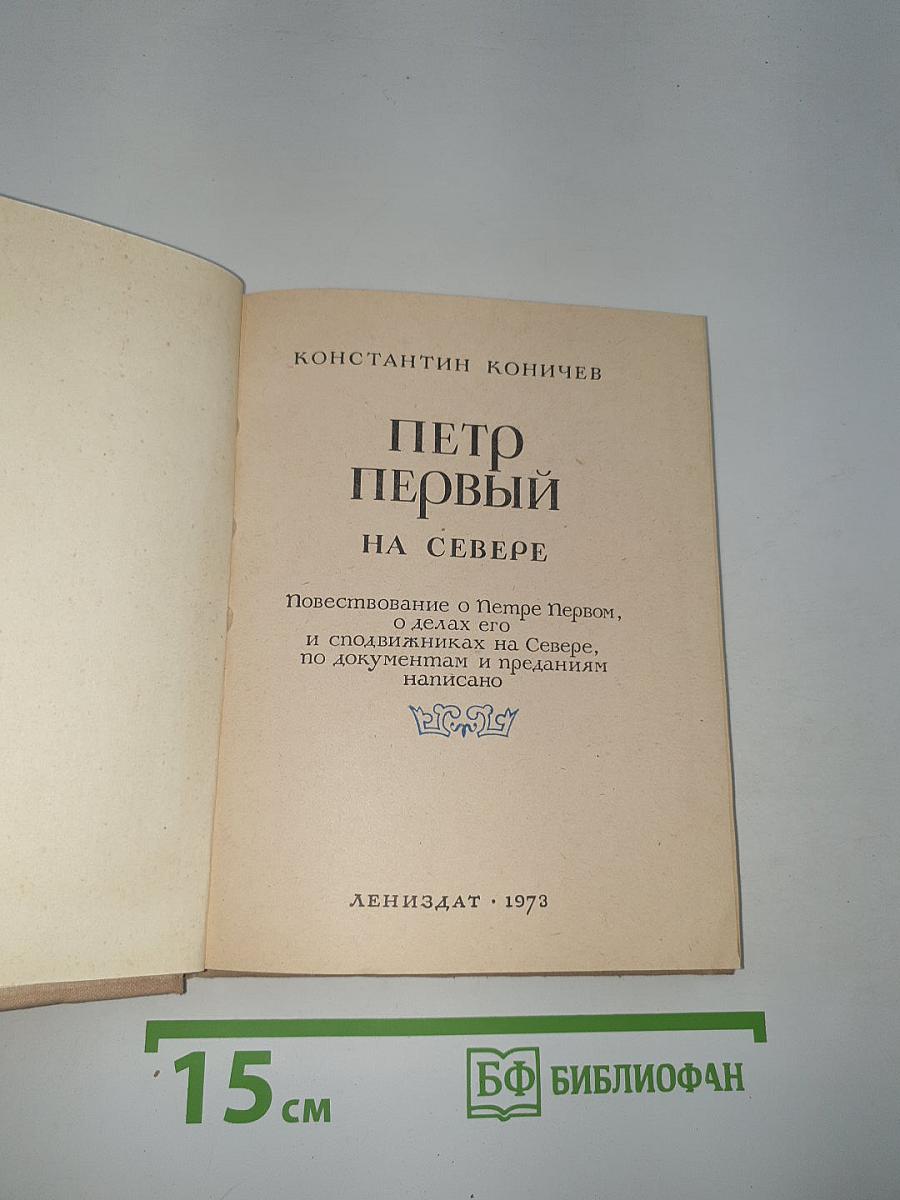 КОНСТАНТИН КОНИЧЕВ
ПЕТР
ПЕРВЫЙ
НА СЕВЕРЕ
Повествование о Петре Первом,
о делах его
и сподвижниках на Севере,
по документам и преданиям
написано
ЛЕНИЗДАТ · 1973
15 см
БФ БИБЛИОФАН